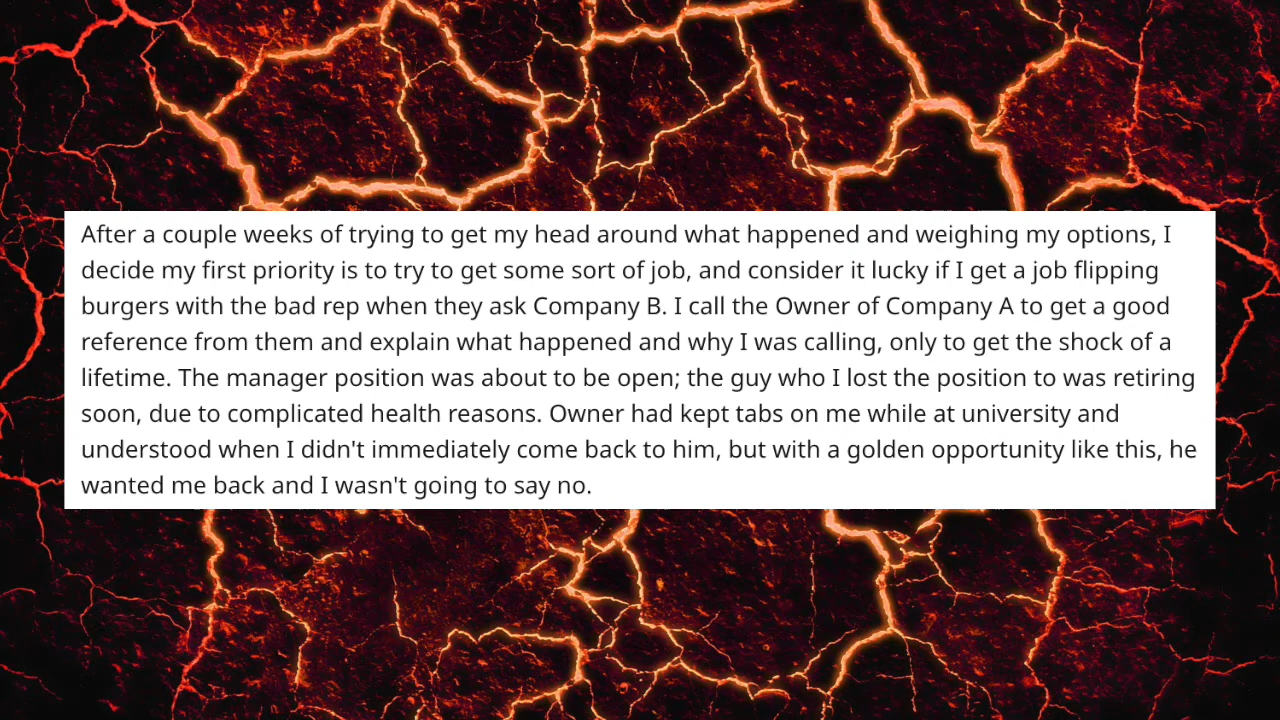 After a couple weeks of trying to get my head around what happened and weighing my options, I
decide my first priority is to try to get some sort of job, and consider it lucky if I get a job flipping
burgers with the bad rep when they ask Company B. I call the Owner of Company A to get a good
reference from them and explain what happened and why I was calling, only to get the shock of a
lifetime. The manager position was about to be open; the guy who I lost the position to was retiring
soon, due to complicated health reasons. Owner had kept tabs on me while at university and
understood when I didn't immediately come back to him, but with a golden opportunity like this, he
wanted me back and I wasn't going to say no.